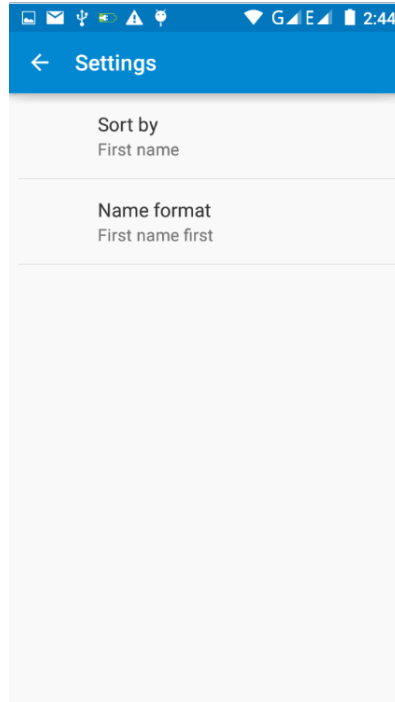 G E 2:44
Settings
Sort by
First name
Name format
First name first